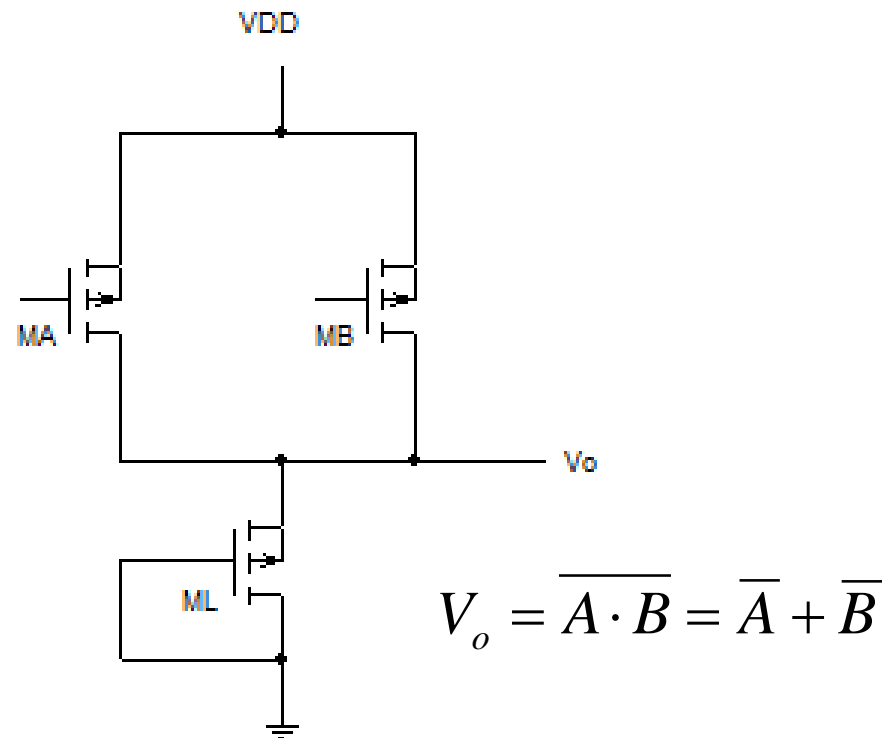 VDD
MA
MB
Vo
ML
$V_o = \overline{A \cdot B} = \overline{A} + \overline{B}$